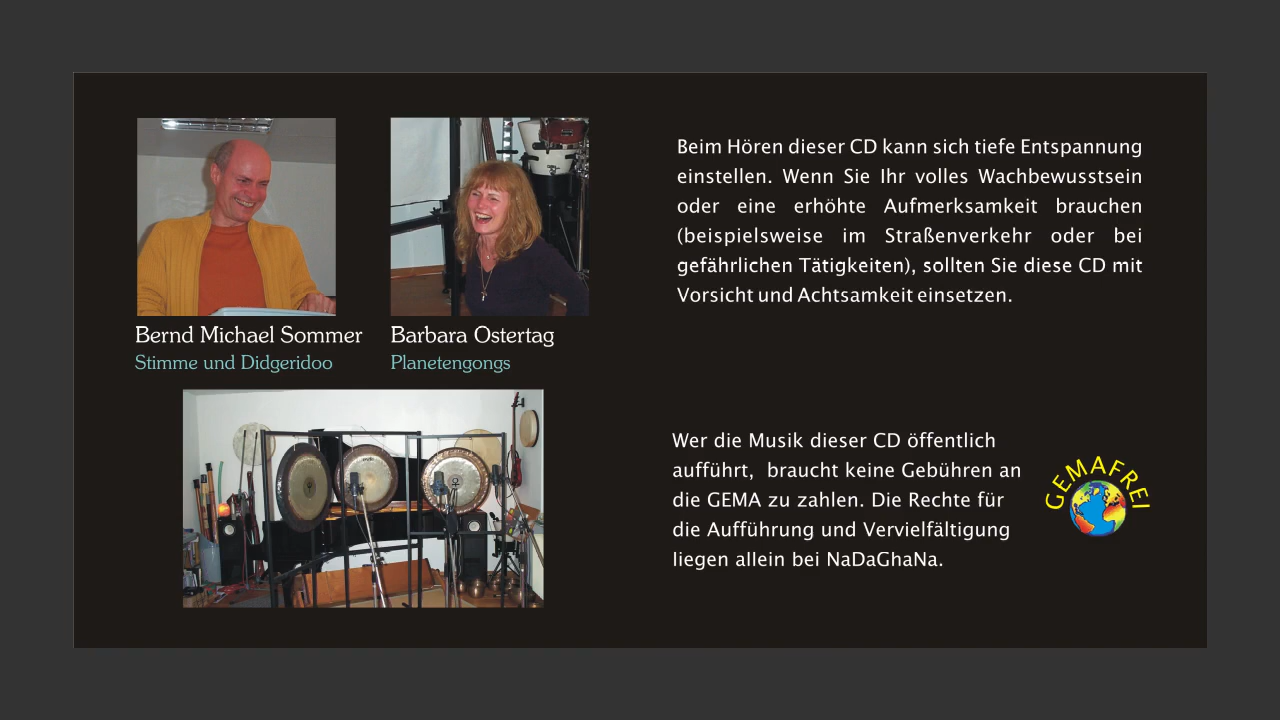 Bernd Michael Sommer
Stimme und Didgeridoo
Barbara Ostertag
Planetengongs
Beim Hören dieser CD kann sich tiefe Entspannung
einstellen. Wenn Sie Ihr volles Wachbewusstsein
oder eine erhöhte Aufmerksamkeit brauchen
(beispielsweise im Straßenverkehr oder bei
gefährlichen Tätigkeiten), sollten Sie diese CD mit
Vorsicht und Achtsamkeit einsetzen.
Wer die Musik dieser CD öffentlich
aufführt, braucht keine Gebühren an
die GEMA zu zahlen. Die Rechte für
die Aufführung und Vervielfältigung
liegen allein bei NaDaGhaNa.
GEMAFREI